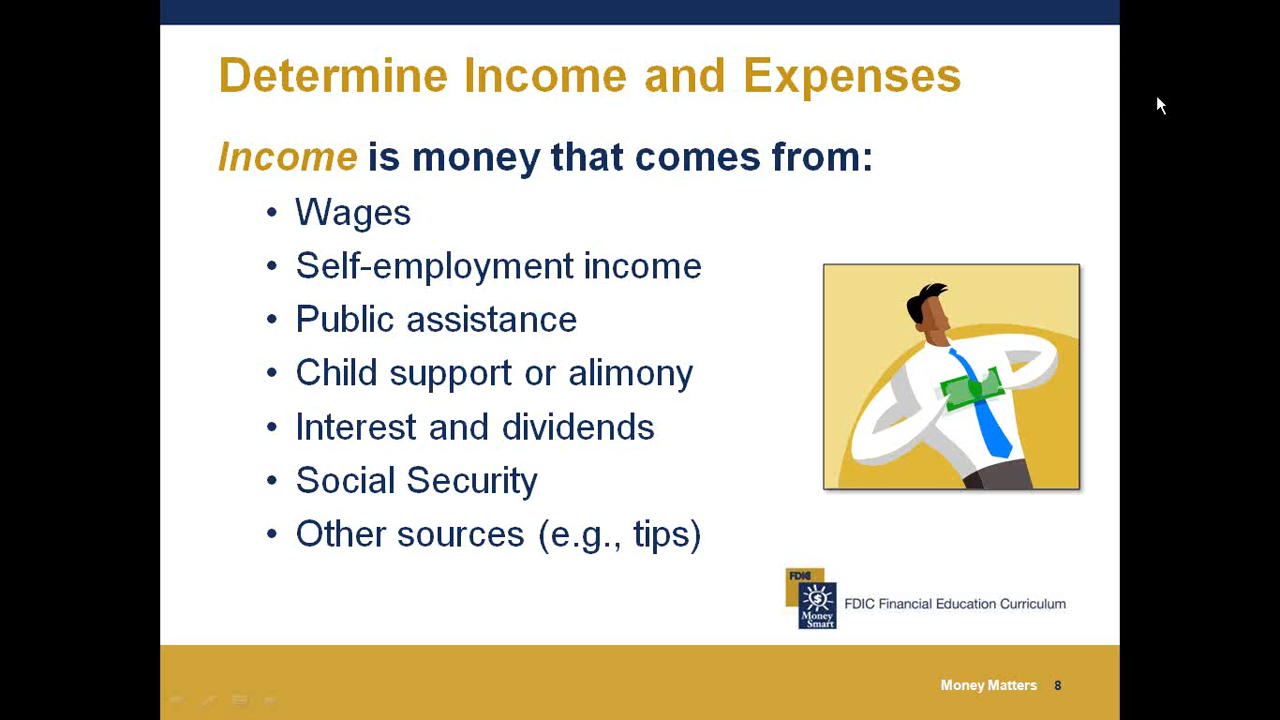 Determine Income and Expenses
Income is money that comes from:
• Wages
• Self-employment income
• Public assistance
• Child support or alimony
• Interest and dividends
• Social Security
• Other sources (e.g., tips)
FDIC
$
Money
Smart
FDIC Financial Education Curriculum
Money Matters 8